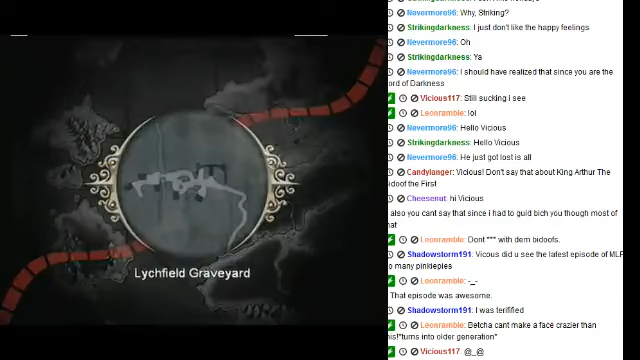 Nevermore96: Why, Striking?
Strikingdarkness: I just don't like the happy feelings
Nevermore96: Oh
Strikingdarkness: Ya
Nevermore96: I should have realized that since you are the
ord of Darkness
Vicious117: Still sucking i see
Leonramble: lol
Nevermore96: Hello Vicious
Strikingdarkness: Hello Vicious
Nevermore96: He just got lost is all
Candylanger: Vicious! Don't say that about King Arthur The
Bidoof the First
Cheesenut: hi Vicious
also you cant say that since i had to guid bich you though most of
hat
Leonramble: Dont *** with dem bidoofs.
Shadowstorm191: Vicous did u see the latest episode of MLF
o many pinkiepies
Leonramble: -_-
That episode was awesome.
Shadowstorm191: I was terifified
Leonramble: Betcha cant make a face crazier than
his!*turns into older generation*
Vicious117: @_@
Lychfield Graveyard